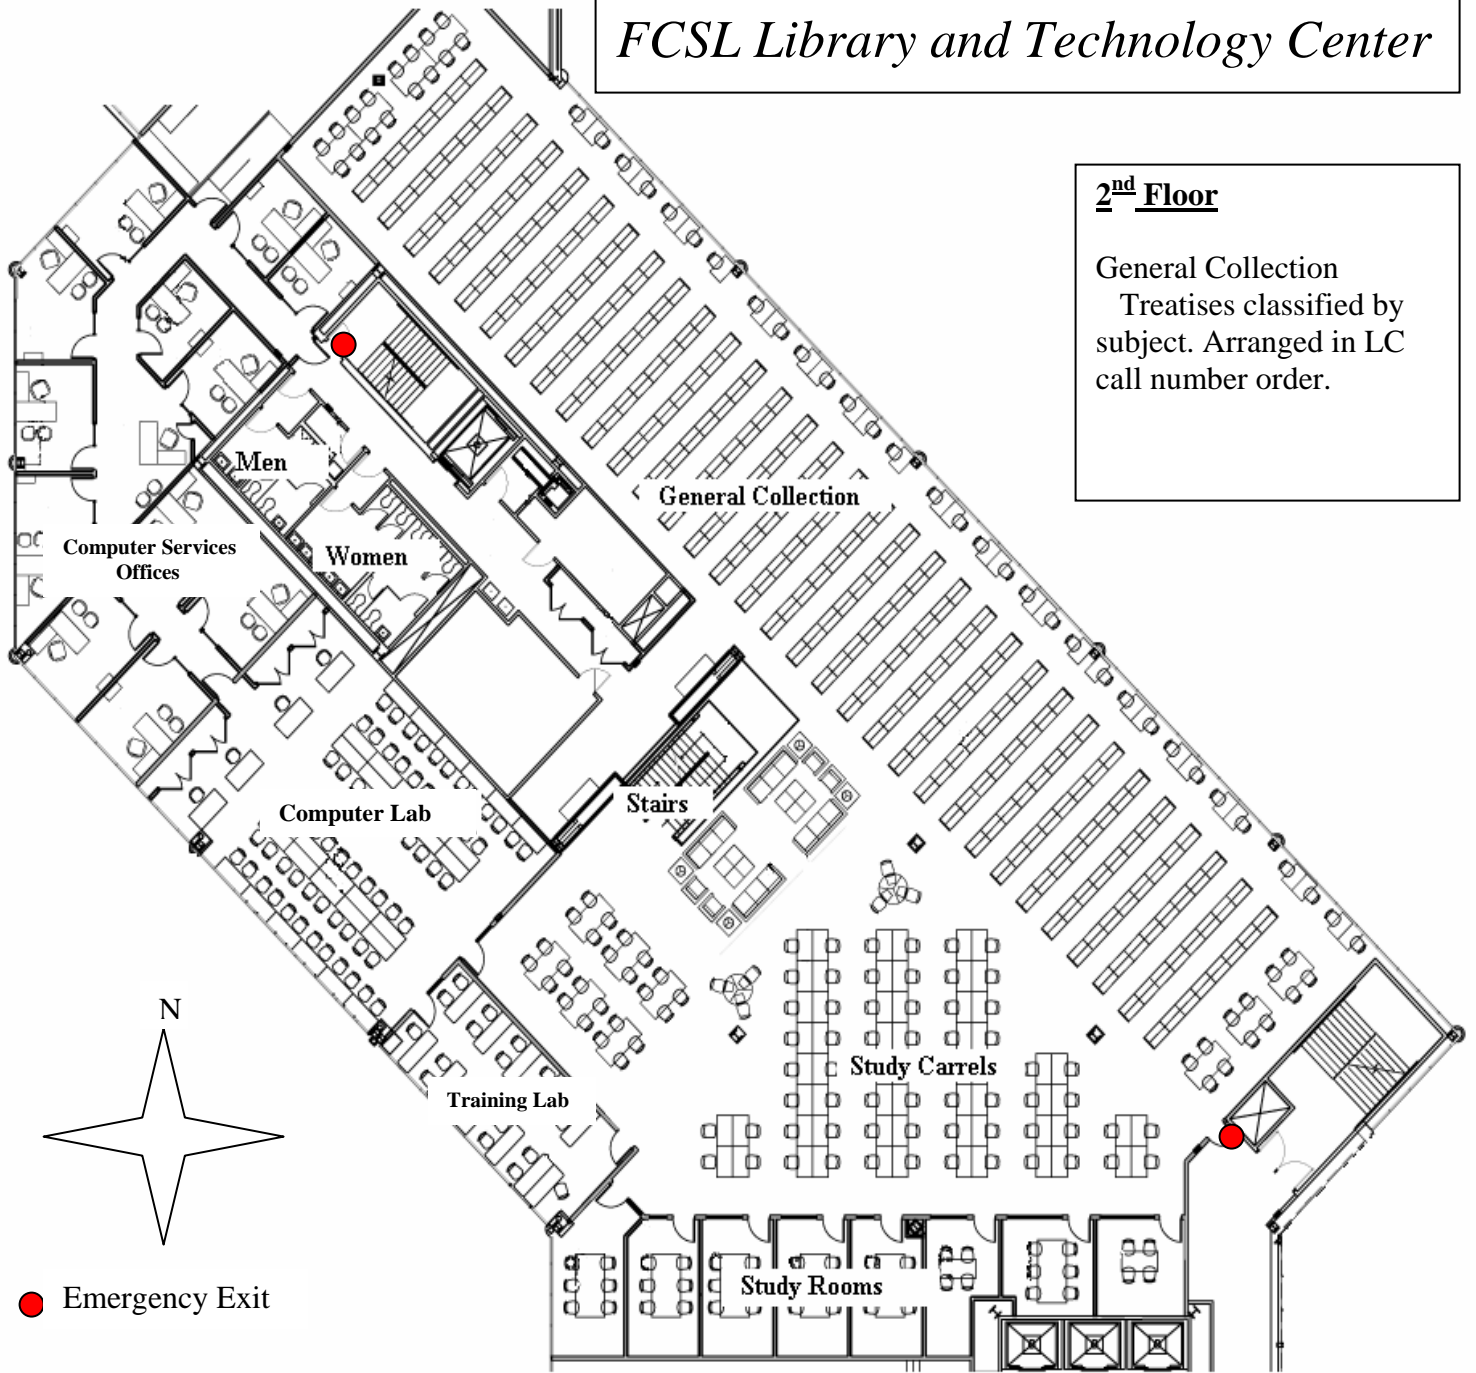 FCSL Library and Technology Center
2nd Floor
General Collection
Treatises classified by
subject. Arranged in LC
call number order.
Men
General Collection
Women
Computer Services
Offices
Stairs
Computer Lab
Study Carrels
Training Lab
Study Rooms
N
Emergency Exit